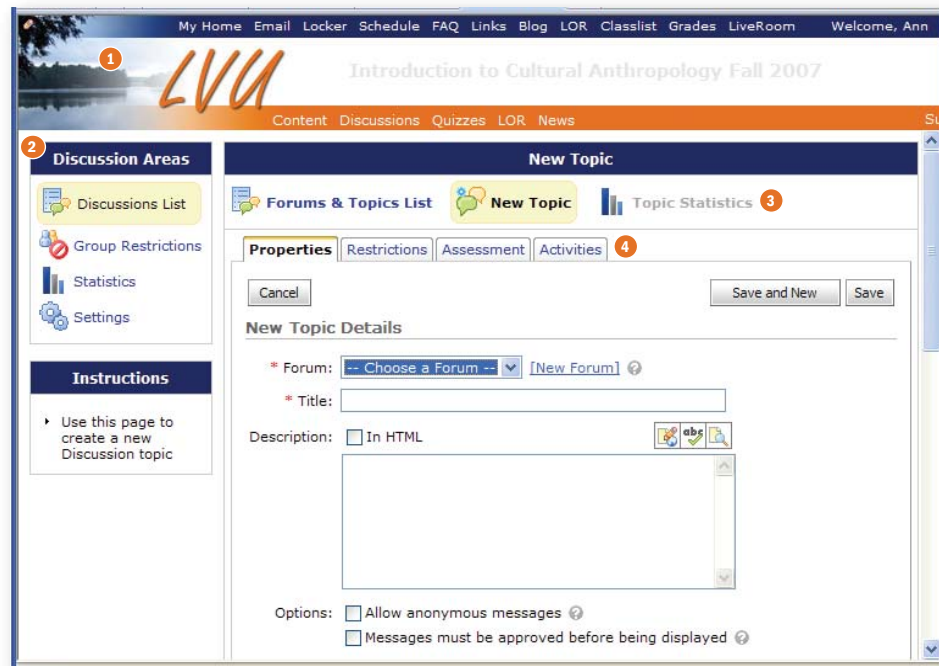 My Home Email Locker Schedule FAQ Links Blog LOR Classlist Grades LiveRoom Welcome, Ann
1
LVU
Introduction to Cultural Anthropology Fall 2007
Content Discussions Quizzes LOR News
2
Discussion Areas
Discussions List
Group Restrictions
Statistics
Settings
Instructions
Use this page to
create a new
Discussion topic
New Topic
Forums & Topics List New Topic Topic Statistics 3
Properties Restrictions Assessment Activities 4
Cancel Save and New Save
New Topic Details
* Forum: -- Choose a Forum -- [New Forum] ?
* Title:
Description: In HTML abc
Options: Allow anonymous messages ?
Messages must be approved before being displayed ?